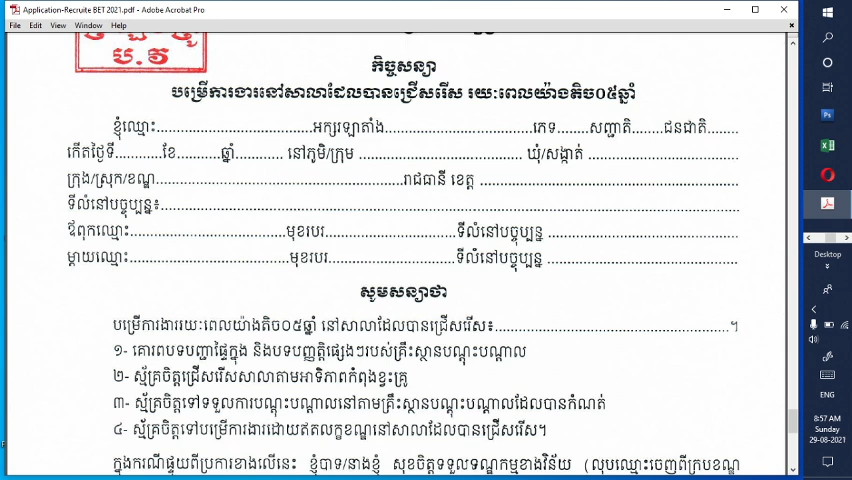 Application-Recruite BET 2021.pdf - Adobe Acrobat Pro
File Edit View Window Help
ប.វ
កិច្ចសន្យា
បម្រើការងារនៅសាលាដែលបានជ្រើសរើស រយៈពេលយ៉ាងតិច០៥ឆ្នាំ
ខ្ញុំឈ្មោះ.......................................អក្សរឡាតាំង.....................................ភេទ........សញ្ជាតិ........ជនជាតិ........
កើតថ្ងៃទី............ខែ...........ឆ្នាំ............ នៅភូមិ/ក្រុម ......................................... ឃុំ/សង្កាត់ ......................................
ក្រុង/ស្រុក/ខណ្ឌ..............................................................រាជធានី ខេត្ត .................................................................
ទីលំនៅបច្ចុប្បន្ន៖.................................................................................................................................................
ឪពុកឈ្មោះ.......................................មុខរបរ................................ទីលំនៅបច្ចុប្បន្ន ................................................
ម្តាយឈ្មោះ.......................................មុខរបរ................................ទីលំនៅបច្ចុប្បន្ន ................................................
សូមសន្យាថា
បម្រើការងាររយៈពេលយ៉ាងតិច០៥ឆ្នាំ នៅសាលាដែលបានជ្រើសរើស៖...........................................................។
១- គោរពបទបញ្ជាផ្ទៃក្នុង និងបទបញ្ញត្តិផ្សេងៗរបស់គ្រឹះស្ថានបណ្តុះបណ្តាល
២- ស្ម័គ្រចិត្តជ្រើសរើសសាលាតាមអាទិភាពកំពុងខ្វះគ្រូ
៣- ស្ម័គ្រចិត្តទៅទទួលការបណ្តុះបណ្តាលនៅតាមគ្រឹះស្ថានបណ្តុះបណ្តាលដែលបានកំណត់
៤- ស្ម័គ្រចិត្តទៅបម្រើការងារដោយឥតលក្ខខណ្ឌនៅសាលាដែលបានជ្រើសរើស។
ក្នុងករណីផ្ទុយពីប្រការខាងលើនេះ ខ្ញុំបាទ/នាងខ្ញុំ សុខចិត្តទទួលទណ្ឌកម្មខាងវិន័យ (លុបឈ្មោះចេញពីក្របខណ្ឌ
Desktop
ENG
8:57 AM
Sunday
29-08-2021